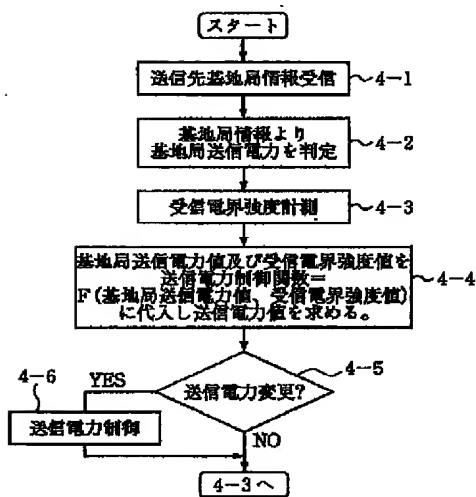 スタート
送信先基地局情報受信
4-1
基地局情報より
基地局送信電力を判定
4-2
受信電界強度計測
4-3
基地局送信電力値及び受信電界強度値を
送信電力制御関数=
F(基地局送信電力値、受信電界強度値)
に代入し送信電力値を求める。
4-4
送信電力変更?
4-5
4-6
YES
送信電力制御
NO
4-3へ